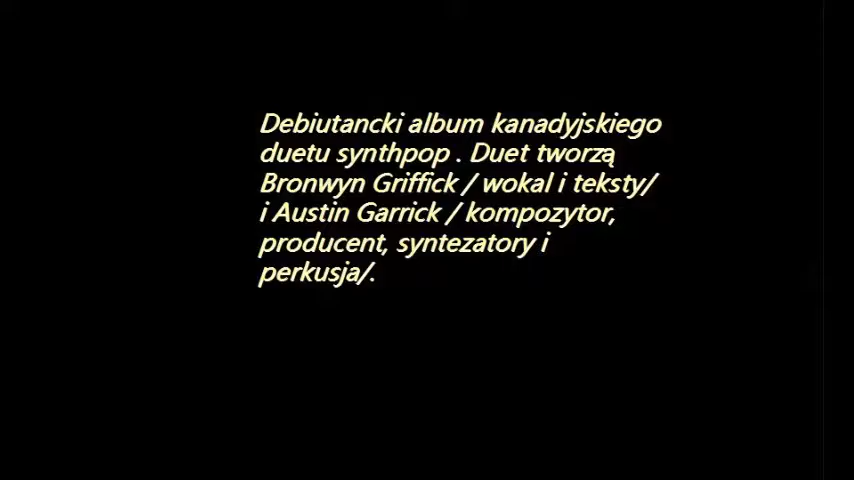 Debiutancki album kanadyjskiego
duetu synthpop . Duet tworzą
Bronwyn Griffick / wokal i teksty/
i Austin Garrick / kompozytor,
producent, syntezatory i
perkusja/.